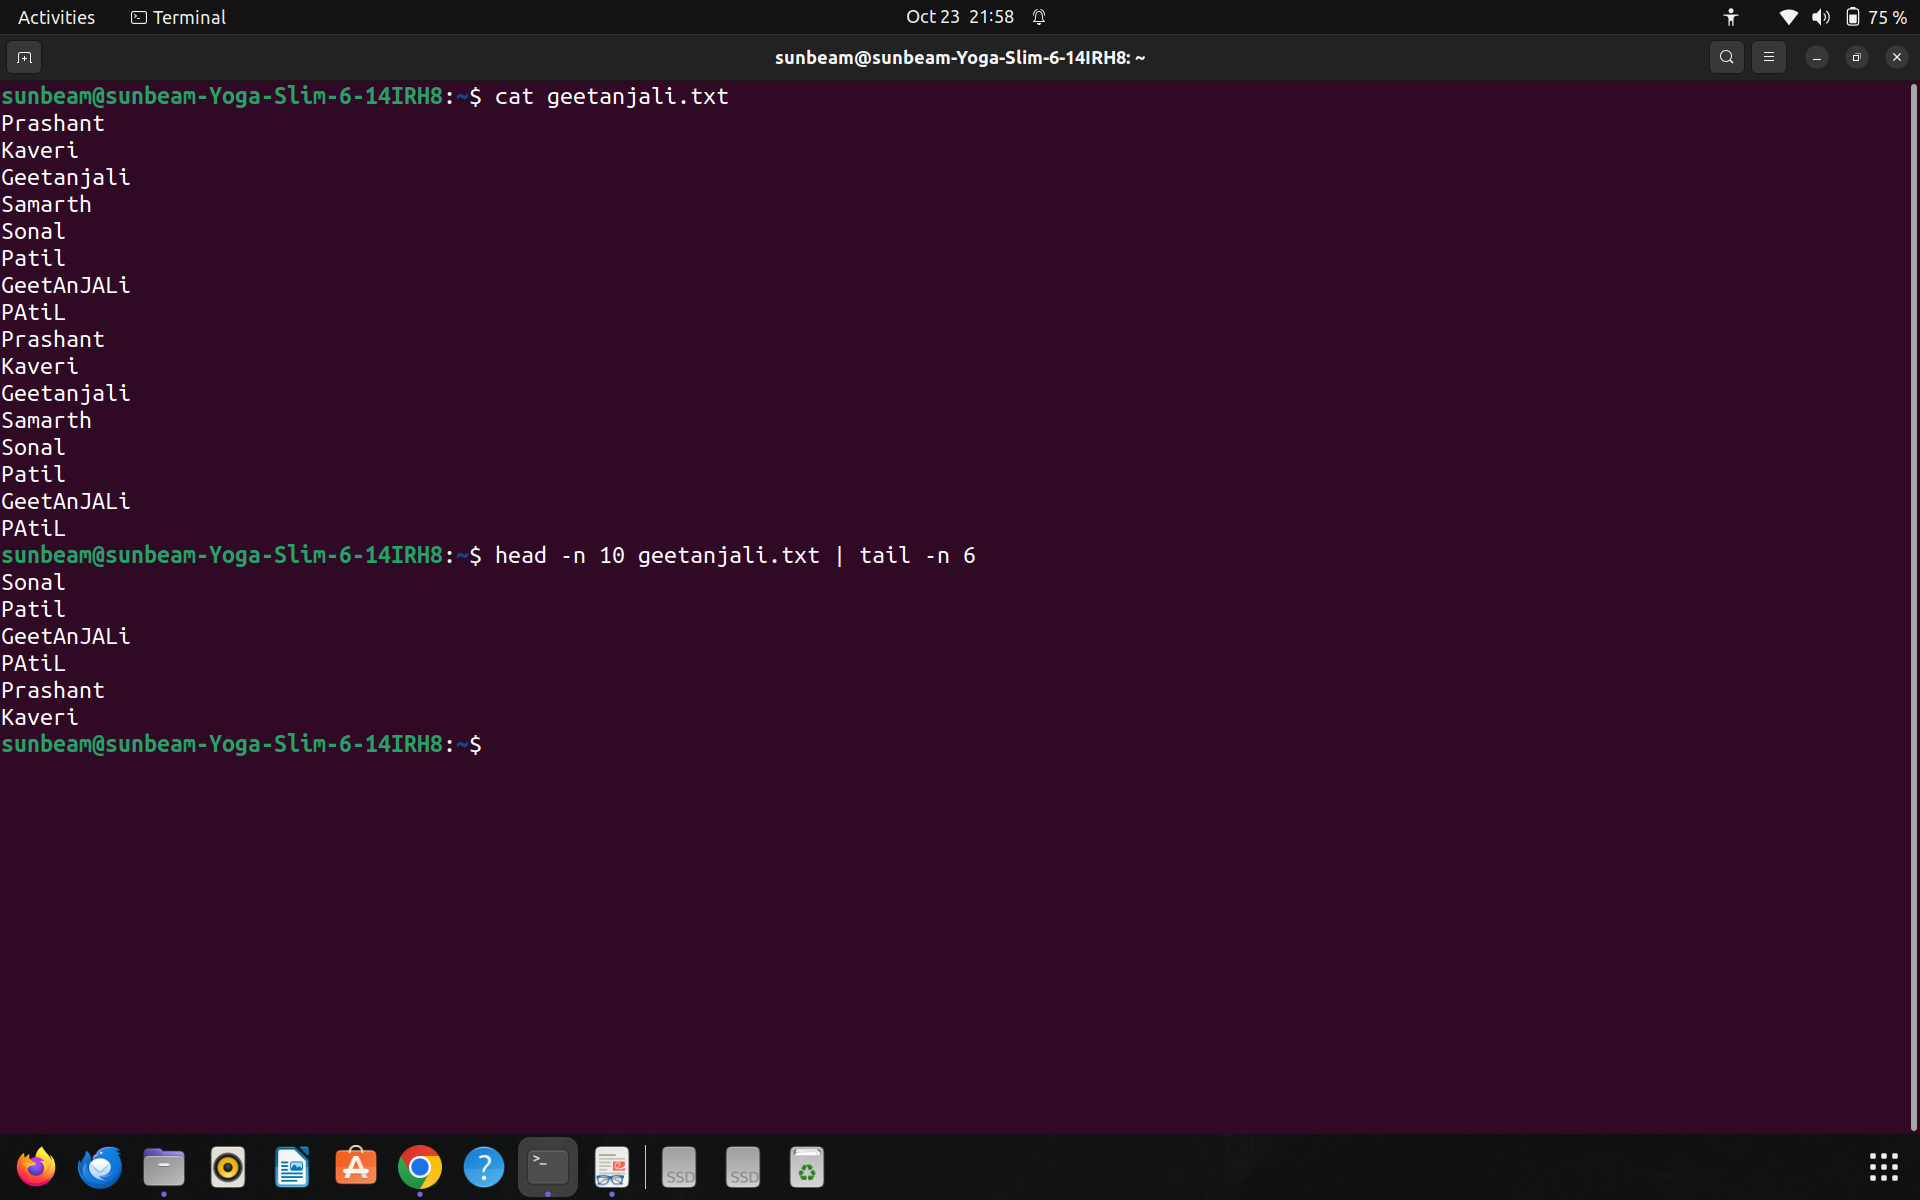 Activities Terminal Oct 23 21:58 75 %
sunbeam@sunbeam-Yoga-Slim-6-14IRH8: ~
sunbeam@sunbeam-Yoga-Slim-6-14IRH8:~$ cat geetanjali.txt
Prashant
Kaveri
Geetanjali
Samarth
Sonal
Patil
GeetAnJALi
PAtiL
Prashant
Kaveri
Geetanjali
Samarth
Sonal
Patil
GeetAnJALi
PAtiL
sunbeam@sunbeam-Yoga-Slim-6-14IRH8:~$ head -n 10 geetanjali.txt | tail -n 6
Sonal
Patil
GeetAnJALi
PAtiL
Prashant
Kaveri
sunbeam@sunbeam-Yoga-Slim-6-14IRH8:~$
SSD SSD